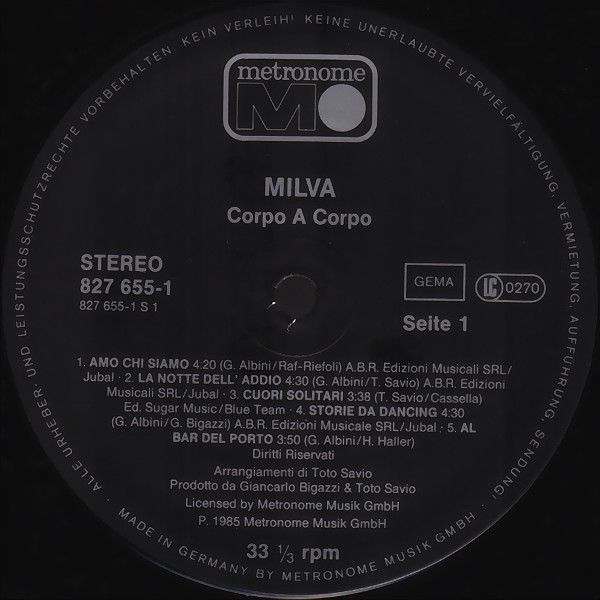 metronome
MO
MILVA
Corpo A Corpo
STEREO
827 655-1
827 655-1 S 1
GEMA
LC 0270
Seite 1
1. AMO CHI SIAMO 4:20 (G. Albini/Raf-Riefoli) A.B.R. Edizioni Musicali SRL/
Jubal · 2. LA NOTTE DELL' ADDIO 4:30 (G. Albini/T. Savio) A.B.R. Edizioni
Musicali SRL/Jubal · 3. CUORI SOLITARI 3:38 (T. Savio/Cassella)
Ed. Sugar Music/Blue Team · 4. STORIE DA DANCING 4:30
(G. Albini/G. Bigazzi) A.B.R. Edizioni Musicale SRL/Jubal · 5. AL
BAR DEL PORTO 3:50 (G. Albini/H. Haller)
Diritti Riservati
Arrangiamenti di Toto Savio
Prodotto da Giancarlo Bigazzi & Toto Savio
Licensed by Metronome Musik GmbH
P. 1985 Metronome Musik GmbH
33 1/3 rpm
· ALLE URHEBER- UND LEISTUNGSSCHUTZRECHTE VORBEHALTEN. KEIN VERLEIH! KEINE UNERLAUBTE VERVIELFÄLTIGUNG, VERMIETUNG, AUFFÜHRUNG, SENDUNG! ·
MADE IN GERMANY BY METRONOME MUSIK GMBH